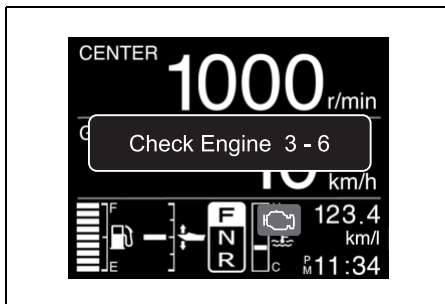 CENTER 1000 r/min
G
Check Engine 3 - 6
km/h
F F 123.4
N km/l
E R C PM 11:34